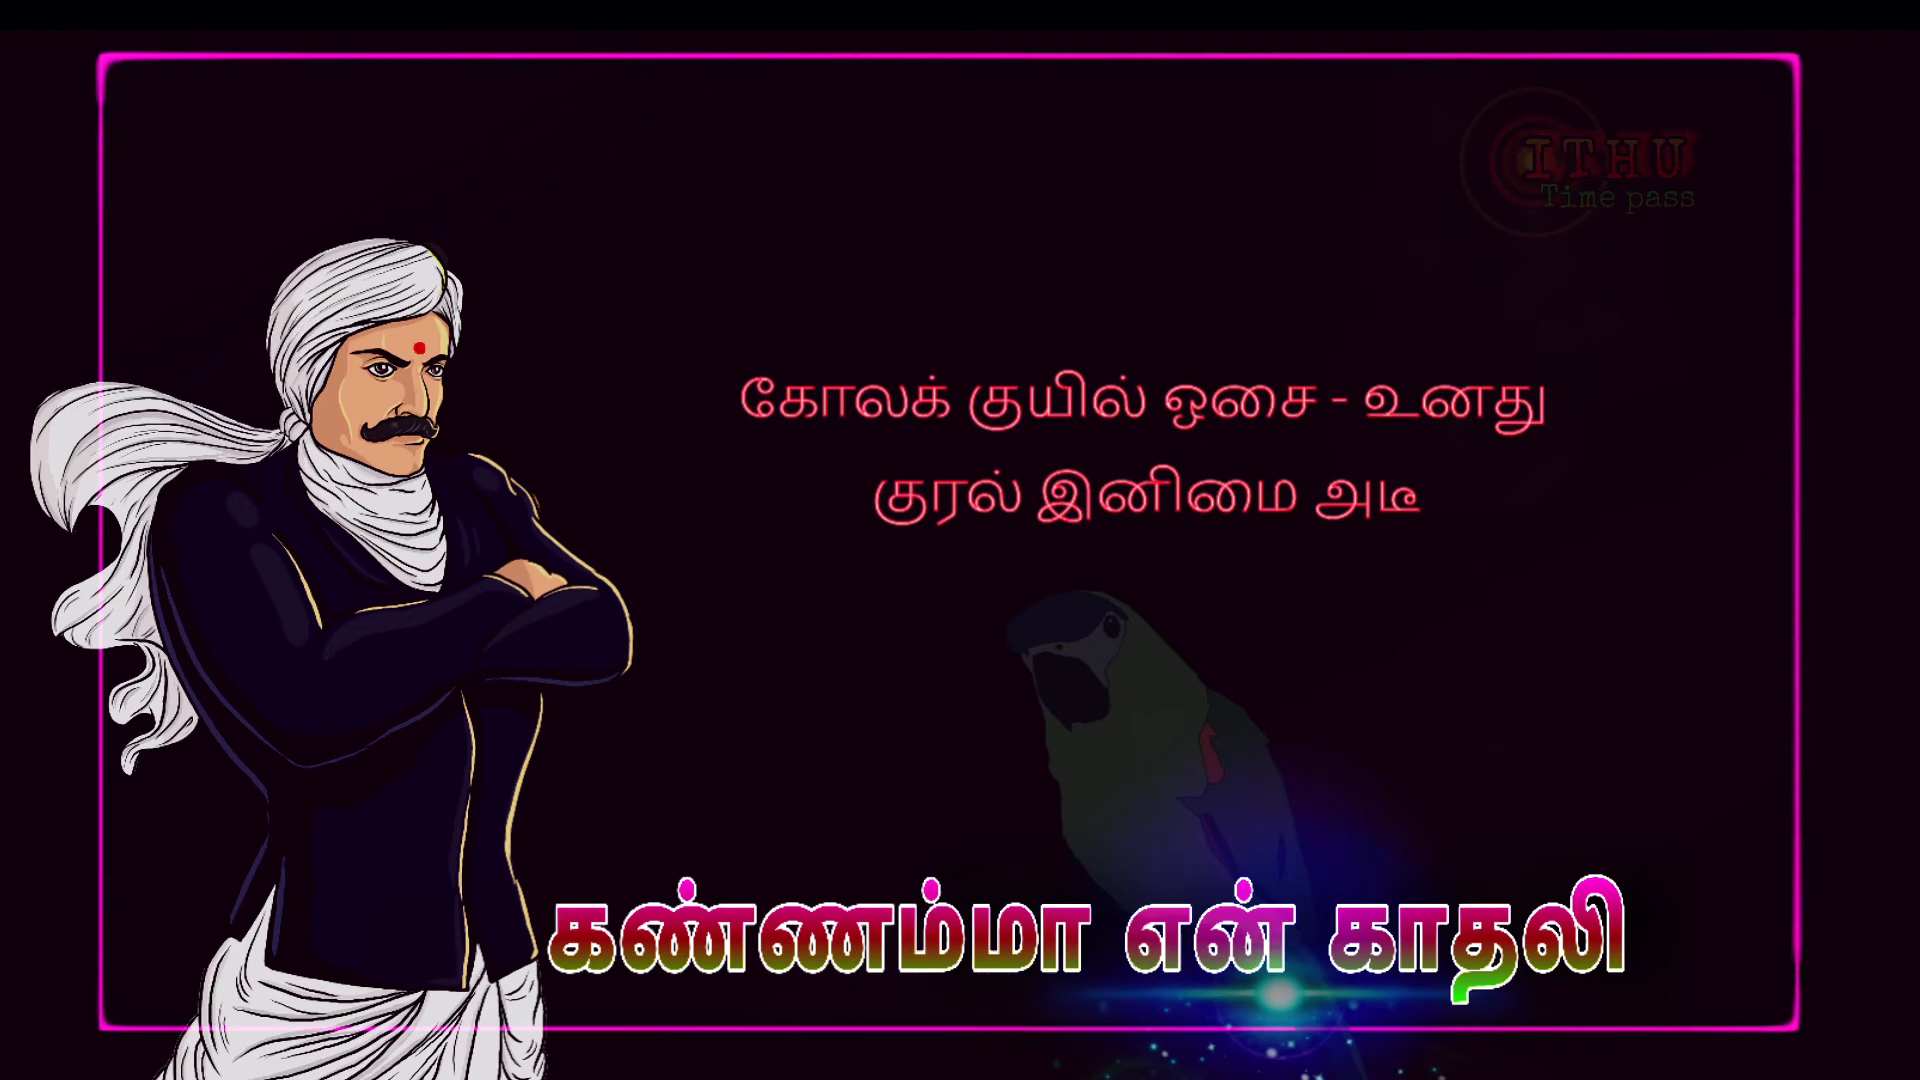 ITHU
Time pass
கோலக் குயில் ஓசை - உனது
குரல் இனிமை அடீ
கண்ணம்மா என் காதலி